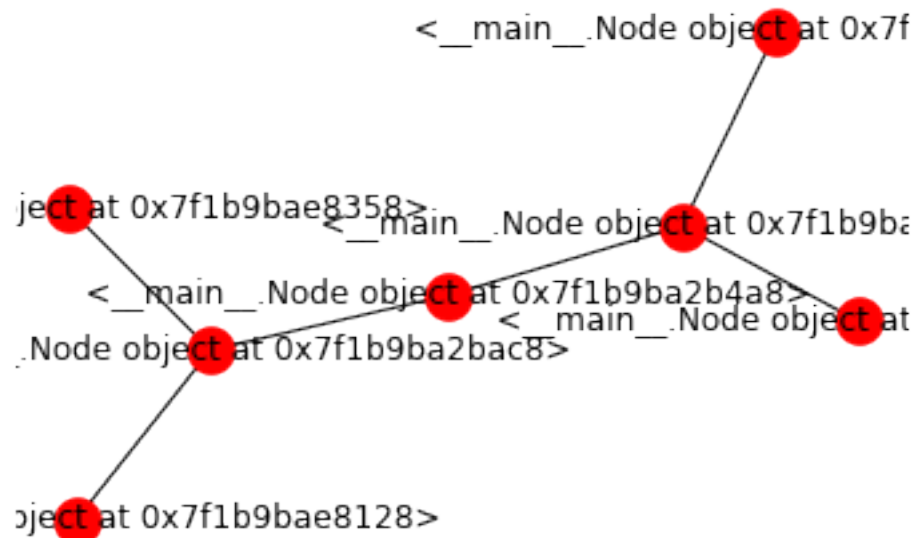 <__main__.Node object at 0x7f
ject at 0x7f1b9bae8358>
<__main__.Node object at 0x7f1b9ba
<__main__.Node object at 0x7f1b9ba2b4a8>
<__main__.Node object at
.Node object at 0x7f1b9ba2bac8>
ject at 0x7f1b9bae8128>